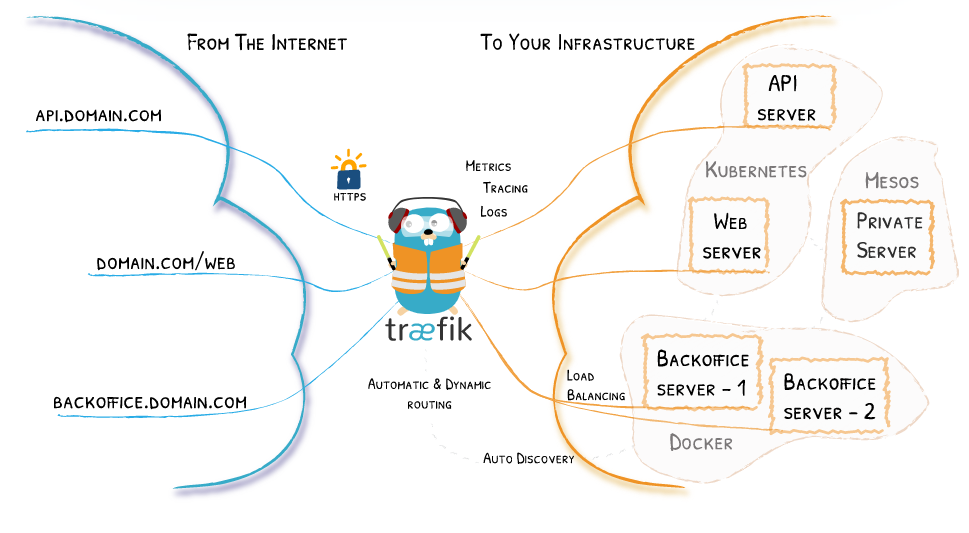 From The Internet
To Your Infrastructure
API
server
api.domain.com
HTTPS
Metrics
Tracing
Logs
Kubernetes
Mesos
Web
server
Private
Server
domain.com/web
træfik
Automatic & Dynamic
routing
Load
Balancing
Backoffice
server - 1
Backoffice
server - 2
backoffice.domain.com
Docker
Auto Discovery